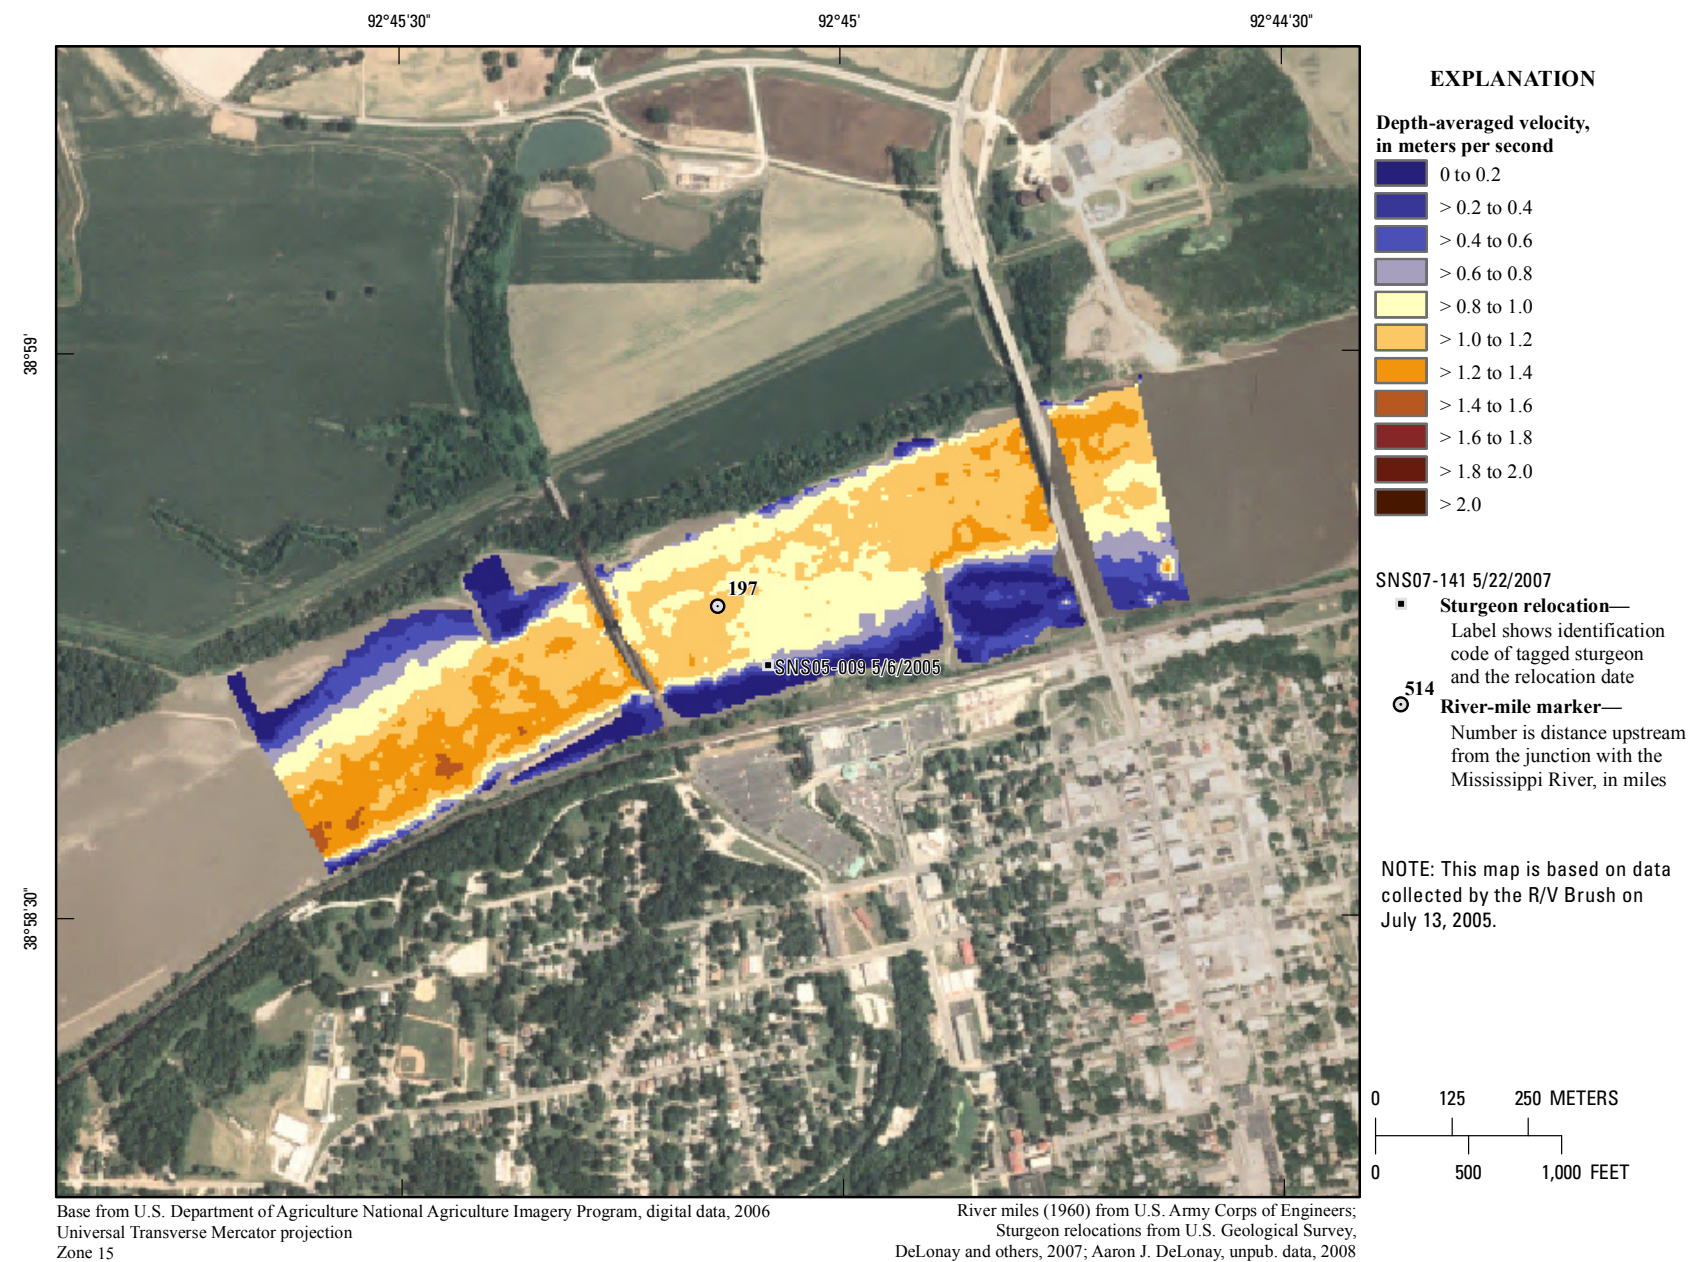 92°45'30"
92°45'
92°44'30"
38°59'
38°58'30"
197
SNS05-009 5/6/2005
EXPLANATION
Depth-averaged velocity,
in meters per second
0 to 0.2
> 0.2 to 0.4
> 0.4 to 0.6
> 0.6 to 0.8
> 0.8 to 1.0
> 1.0 to 1.2
> 1.2 to 1.4
> 1.4 to 1.6
> 1.6 to 1.8
> 1.8 to 2.0
> 2.0
SNS07-141 5/22/2007
Sturgeon relocation—
Label shows identification
code of tagged sturgeon
and the relocation date
514
River-mile marker—
Number is distance upstream
from the junction with the
Mississippi River, in miles
NOTE: This map is based on data
collected by the R/V Brush on
July 13, 2005.
0 125 250 METERS
0 500 1,000 FEET
Base from U.S. Department of Agriculture National Agriculture Imagery Program, digital data, 2006
Universal Transverse Mercator projection
Zone 15
River miles (1960) from U.S. Army Corps of Engineers;
Sturgeon relocations from U.S. Geological Survey,
DeLonay and others, 2007; Aaron J. DeLonay, unpub. data, 2008